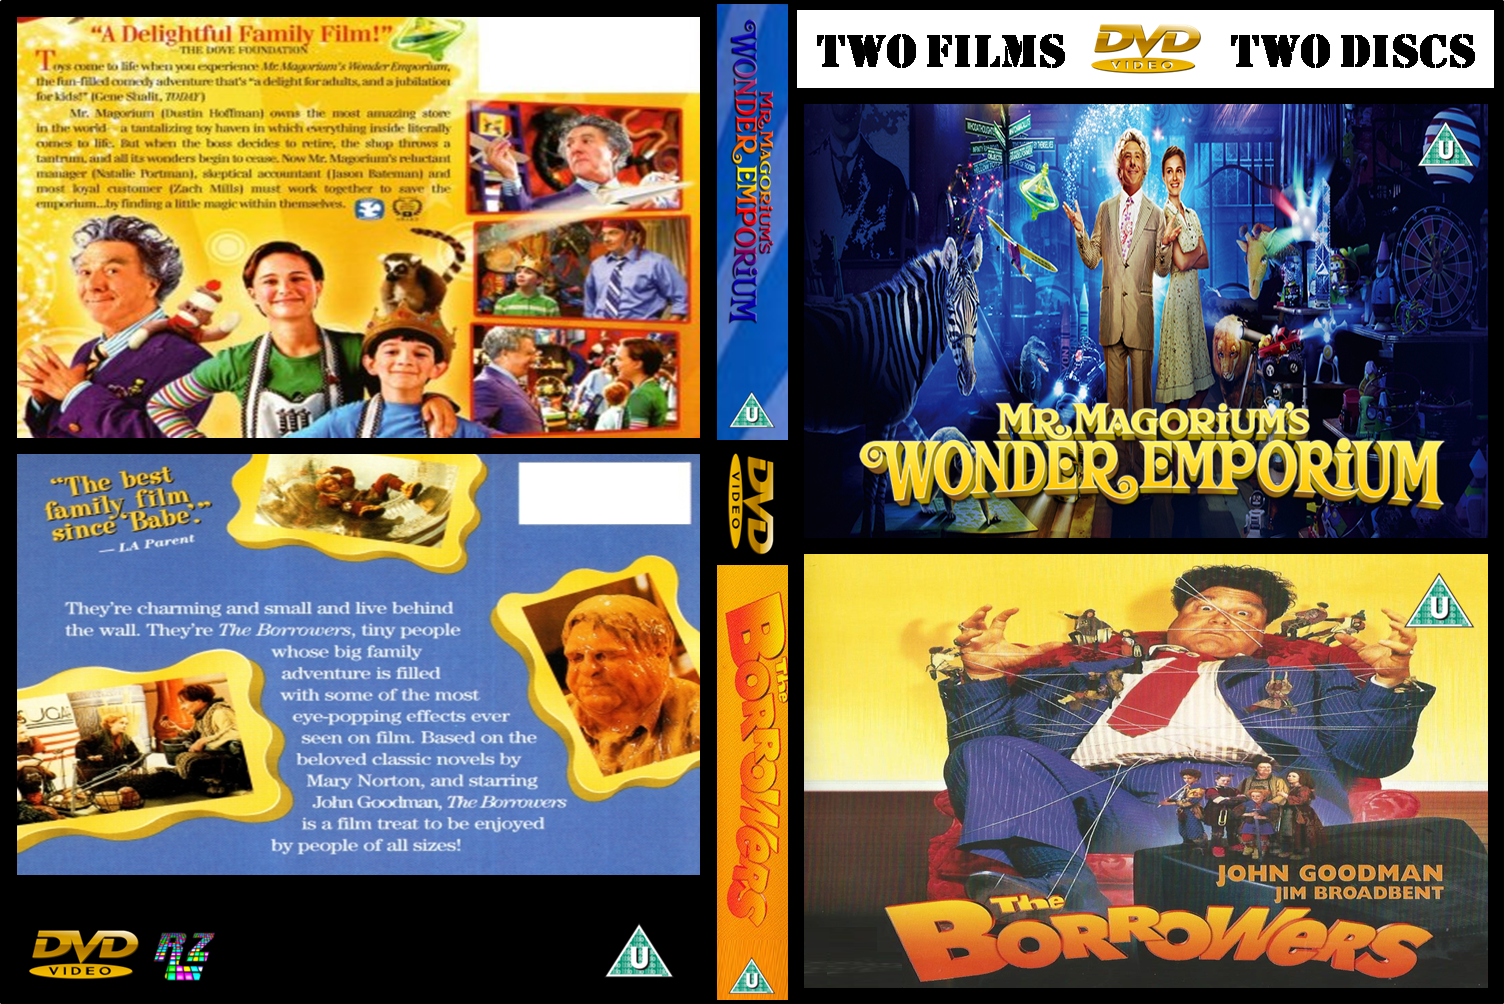 “A Delightful Family Film!”
THE DOVE FOUNDATION
Toys come to life when you experience Mr. Magorium's Wonder Emporium,
the fun-filled comedy adventure that's “a delight for adults, and a jubilation
for kids!” (Gene Shalit, TODAY)
Mr. Magorium (Dustin Hoffman) owns the most amazing store
in the world—a tantalizing toy haven in which everything inside literally
comes to life. But when the boss decides to retire, the shop throws a
tantrum, and all its wonders begin to cease. Now Mr. Magorium's reluctant
manager (Natalie Portman), skeptical accountant (Jason Bateman) and
most loyal customer (Zach Mills) must work together to save the
emporium...by finding a little magic within themselves.
“The best
family film
since ‘Babe’.”
— LA Parent
They're charming and small and live behind
the wall. They're The Borrowers, tiny people
whose big family
adventure is filled
with some of the most
eye-popping effects ever
seen on film. Based on the
beloved classic novels by
Mary Norton, and starring
John Goodman, The Borrowers
is a film treat to be enjoyed
by people of all sizes!
DVD
VIDEO
RZ
U
MR. MAGORiUM'S
WONDER EMPORiUM
U
DVD
VIDEO
The
BORROWERS
U
TWO FILMS
DVD
VIDEO
TWO DISCS
U
MR. MAGORiUM'S
WONDER EMPORiUM
U
JOHN GOODMAN
JIM BROADBENT
The
BORROWERS